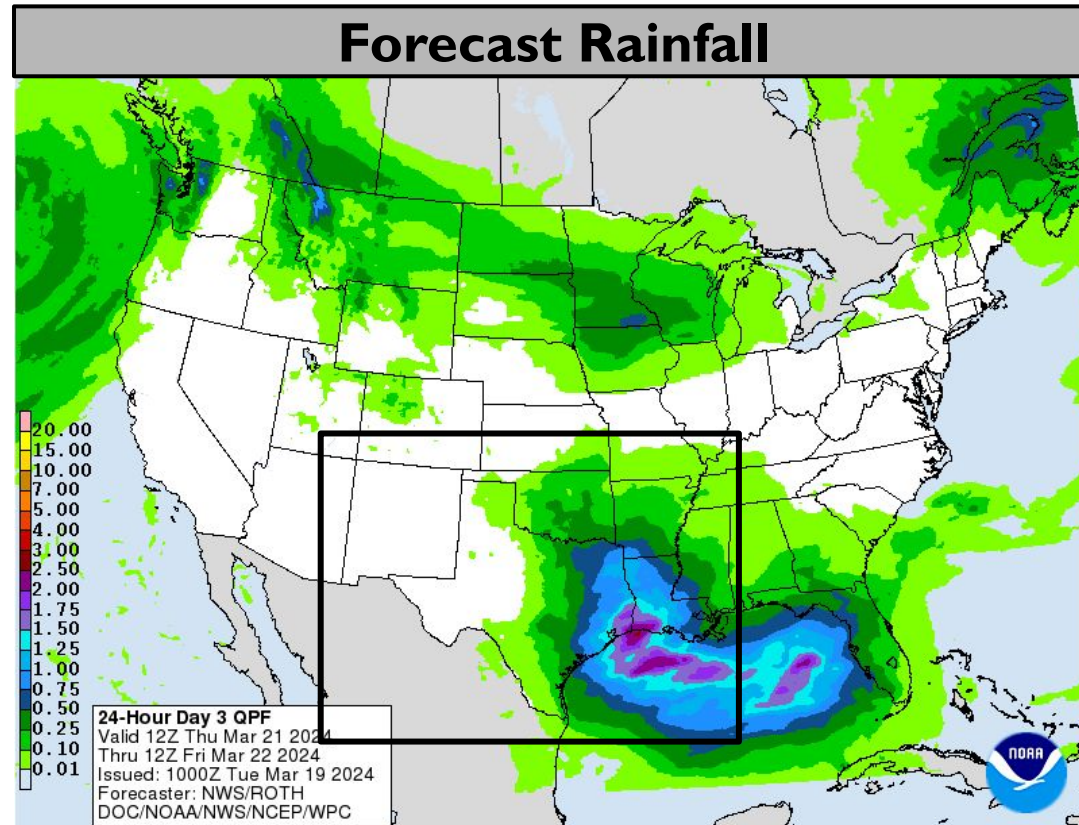 Forecast Rainfall
20.00
15.00
10.00
7.00
5.00
4.00
3.00
2.50
2.00
1.75
1.50
1.25
1.00
0.75
0.50
0.25
0.10
0.01
24-Hour Day 3 QPF
Valid 12Z Thu Mar 21 2024
Thru 12Z Fri Mar 22 2024
Issued: 1000Z Tue Mar 19 2024
Forecaster: NWS/ROTH
DOC/NOAA/NWS/NCEP/WPC
NOAA